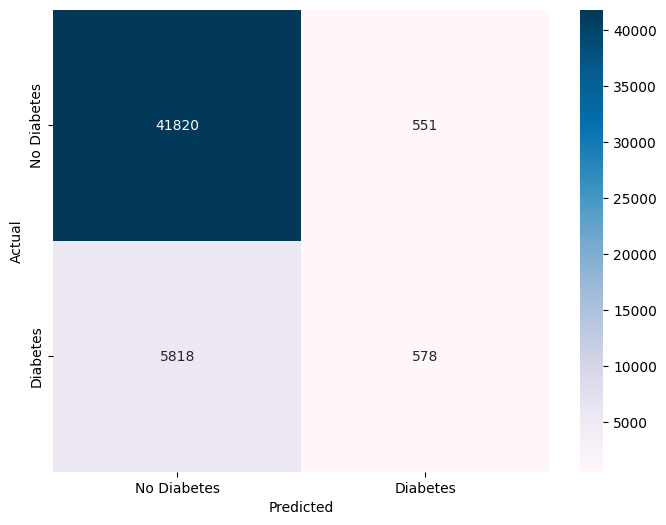 No Diabetes
Diabetes
Actual
41820
551
5818
578
No Diabetes
Diabetes
Predicted
40000
35000
30000
25000
20000
15000
10000
5000